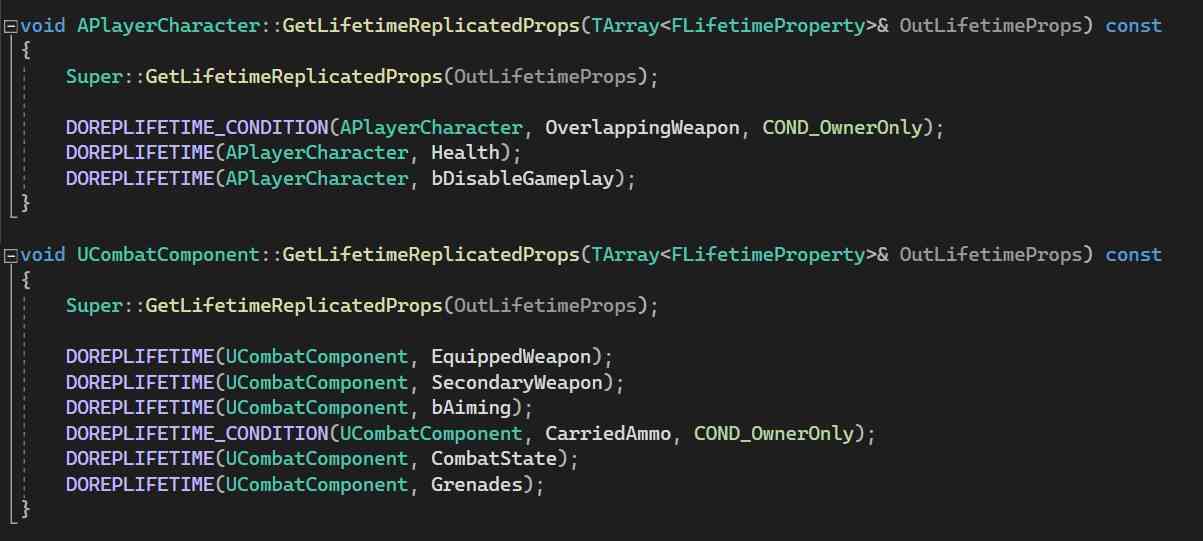 void APlayerCharacter::GetLifetimeReplicatedProps(TArray<FLifetimeProperty>& OutLifetimeProps) const
{
    Super::GetLifetimeReplicatedProps(OutLifetimeProps);

    DOREPLIFETIME_CONDITION(APlayerCharacter, OverlappingWeapon, COND_OwnerOnly);
    DOREPLIFETIME(APlayerCharacter, Health);
    DOREPLIFETIME(APlayerCharacter, bDisableGameplay);
}

void UCombatComponent::GetLifetimeReplicatedProps(TArray<FLifetimeProperty>& OutLifetimeProps) const
{
    Super::GetLifetimeReplicatedProps(OutLifetimeProps);

    DOREPLIFETIME(UCombatComponent, EquippedWeapon);
    DOREPLIFETIME(UCombatComponent, SecondaryWeapon);
    DOREPLIFETIME(UCombatComponent, bAiming);
    DOREPLIFETIME_CONDITION(UCombatComponent, CarriedAmmo, COND_OwnerOnly);
    DOREPLIFETIME(UCombatComponent, CombatState);
    DOREPLIFETIME(UCombatComponent, Grenades);
}